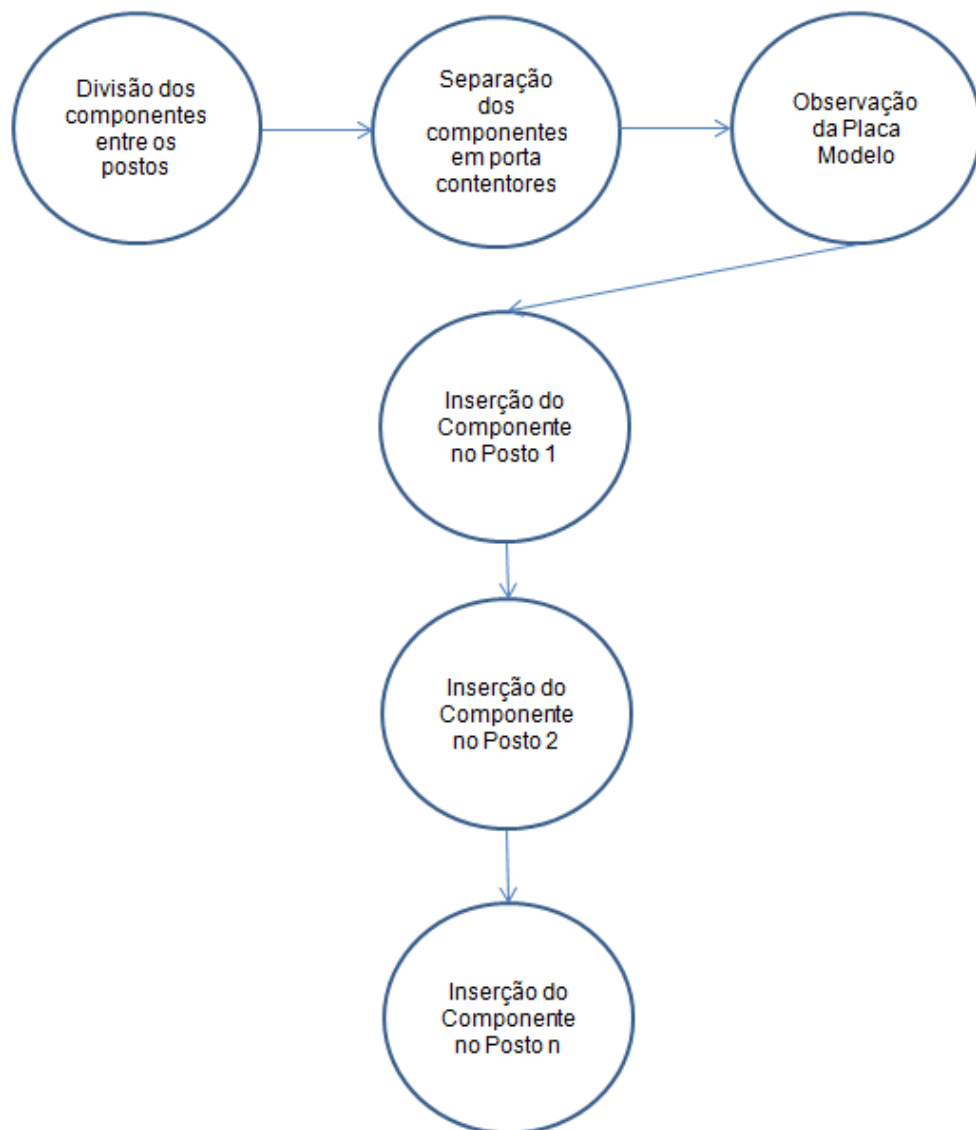 Divisão dos
componentes
entre os
postos
Separação
dos
componentes
em porta
contentores
Observação
da Placa
Modelo
Inserção do
Componente
no Posto 1
Inserção do
Componente
no Posto 2
Inserção do
Componente
no Posto n